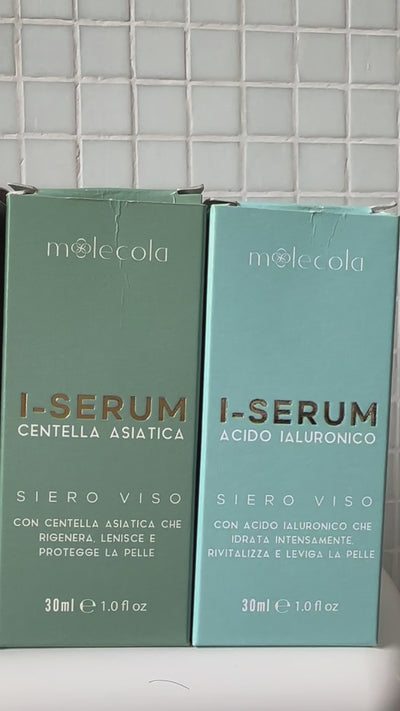 molecola
I-SERUM
CENTELLA ASIATICA
SIERO VISO
CON CENTELLA ASIATICA CHE
RIGENERA, LENISCE E
PROTEGGE LA PELLE
30ml ℮ 1.0 fl oz
molecola
I-SERUM
ACIDO IALURONICO
SIERO VISO
CON ACIDO IALURONICO CHE
IDRATA INTENSAMENTE,
RIVITALIZZA E LEVIGA LA PELLE
30ml ℮ 1.0 fl oz